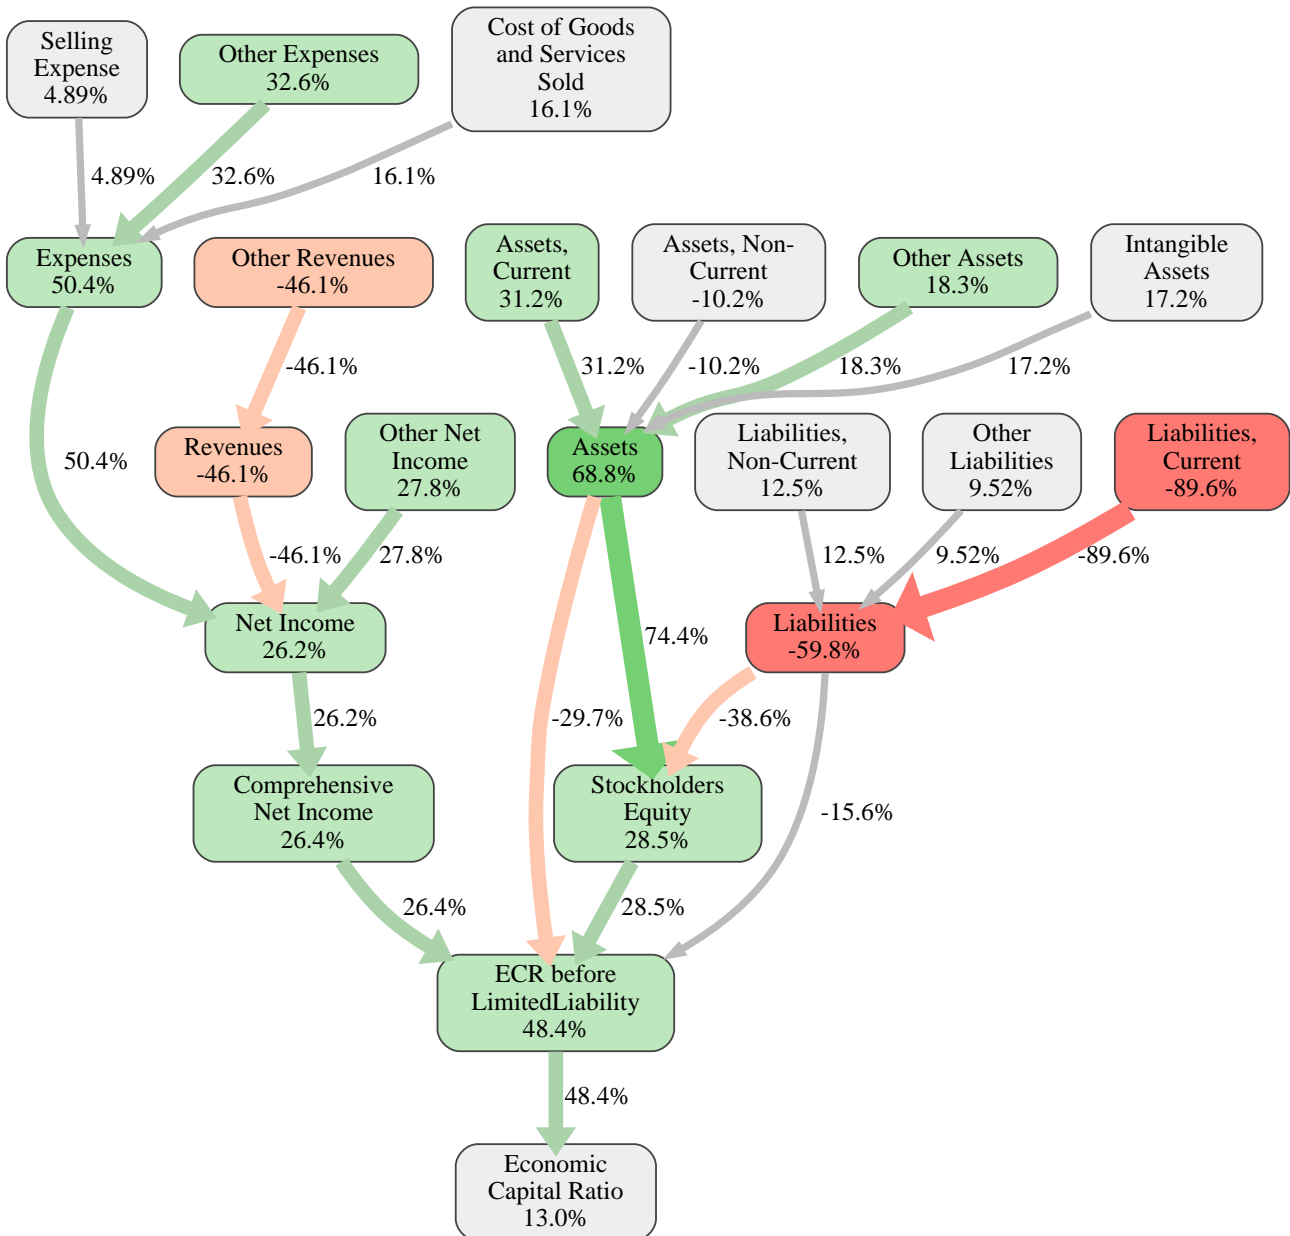 Selling
Expense
4.89%
Other Expenses
32.6%
Cost of Goods
and Services
Sold
16.1%
4.89%
32.6%
16.1%
Expenses
50.4%
Other Revenues
-46.1%
Assets,
Current
31.2%
Assets, Non-
Current
-10.2%
Other Assets
18.3%
Intangible
Assets
17.2%
-46.1%
31.2%
-10.2%
18.3%
17.2%
50.4%
Revenues
-46.1%
Other Net
Income
27.8%
Assets
68.8%
Liabilities,
Non-Current
12.5%
Other
Liabilities
9.52%
Liabilities,
Current
-89.6%
-46.1%
27.8%
12.5%
9.52%
-89.6%
Net Income
26.2%
74.4%
Liabilities
-59.8%
26.2%
-29.7%
-38.6%
Comprehensive
Net Income
26.4%
Stockholders
Equity
28.5%
-15.6%
26.4%
28.5%
ECR before
LimitedLiability
48.4%
48.4%
Economic
Capital Ratio
13.0%